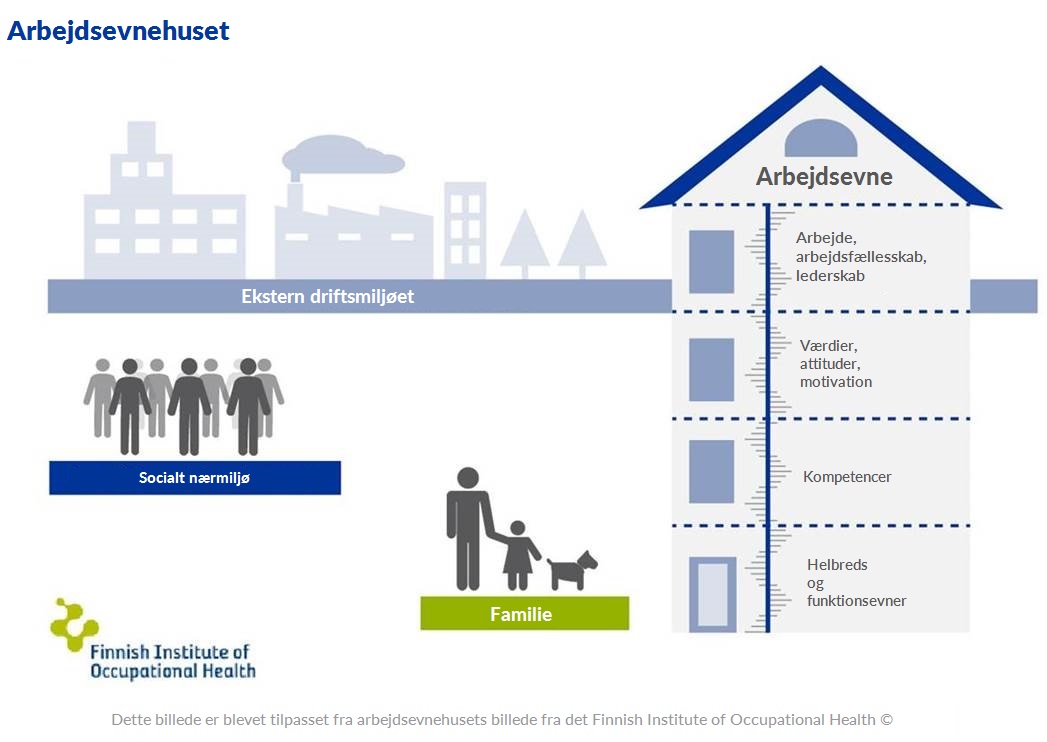 Arbejdsevnehuset
Arbejdsevne
Arbejde,
arbejdsfællesskab,
lederskab
Ekstern driftsmiljøet
Værdier,
attituder,
motivation
Socialt nærmiljø
Kompetencer
Helbreds
og
funktionsevner
Familie
Finnish Institute of
Occupational Health
Dette billede er blevet tilpasset fra arbejdsevnehusets billede fra det Finnish Institute of Occupational Health ©